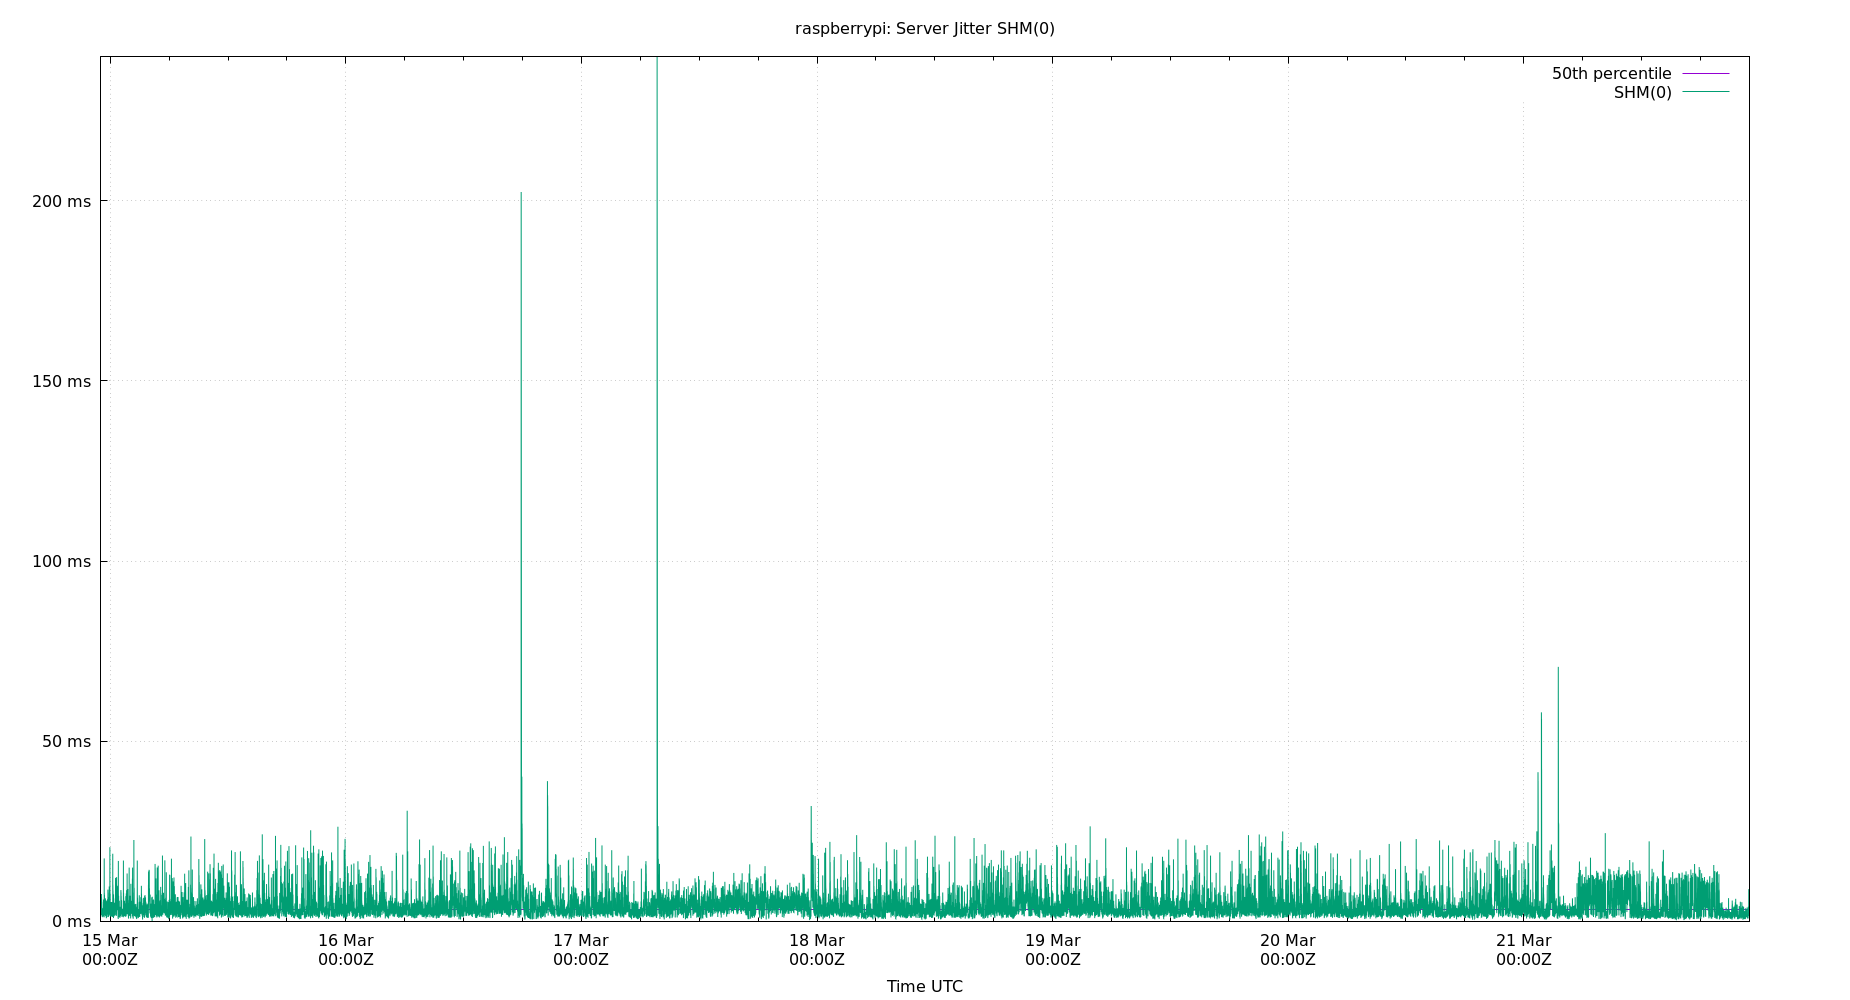 raspberrypi: Server Jitter SHM(0)
50th percentile
SHM(0)
200 ms
150 ms
100 ms
50 ms
0 ms
15 Mar 16 Mar 17 Mar 18 Mar 19 Mar 20 Mar 21 Mar
00:00Z 00:00Z 00:00Z 00:00Z 00:00Z 00:00Z 00:00Z
Time UTC